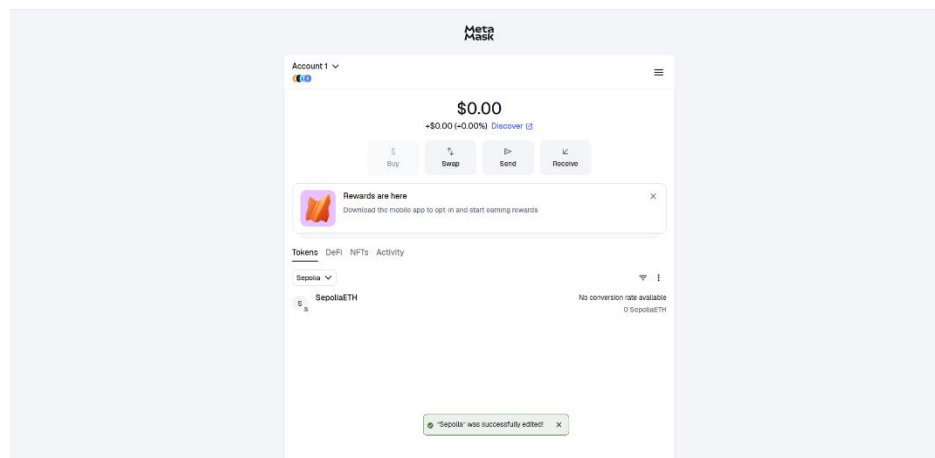 Meta
Mask
Account 1
$0.00
+$0.00 (+0.00%) Discover
Buy
Swap
Send
Receive
Rewards are here
Download the mobile app to opt-in and start earning rewards
Tokens DeFi NFTs Activity
Sepolia
S
S
SepoliaETH
No conversion rate available
0 SepoliaETH
"Sepolia" was successfully edited!